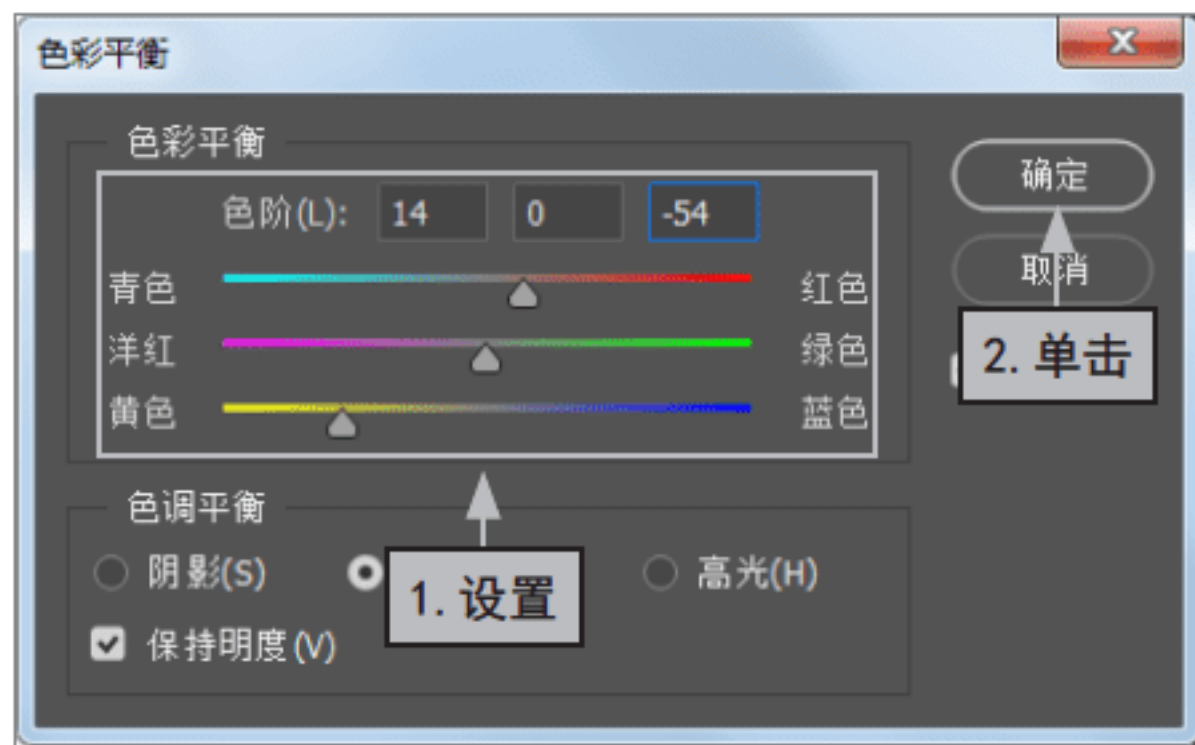 色彩平衡
色彩平衡
色阶(L): 14 0 -54
青色 红色
洋红 绿色
黄色 蓝色
确定
取消
2. 单击
色调平衡
阴影(S) 高光(H)
1. 设置
保持明度(V)